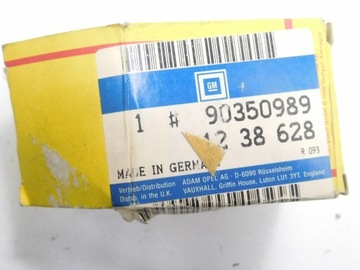 GM
1 # 90350989
12 38 628
R 093
MADE IN GERMANY
Vertrieb/Distribution ADAM OPEL AG · D-6090 Rüsselsheim
Distrib. in the U.K. VAUXHALL, Griffin House, Luton LU1 3YT. England